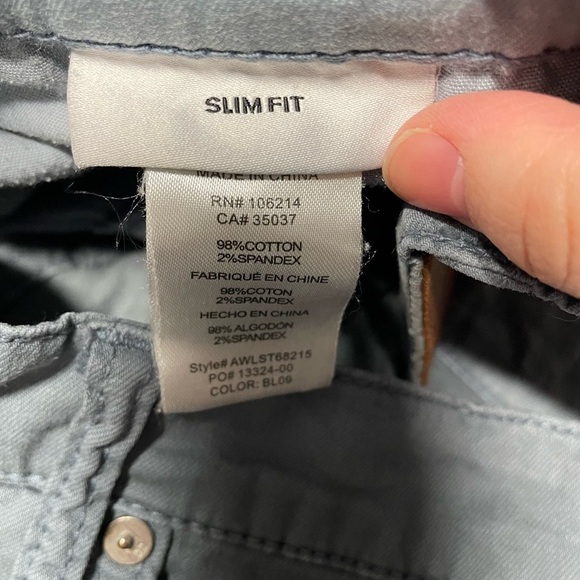 SLIM FIT
MADE IN CHINA
RN# 106214
CA# 35037
98%COTTON
2%SPANDEX
FABRIQUÉ EN CHINE
98%COTON
2%SPANDEX
HECHO EN CHINA
98% ALGODÓN
2%SPANDEX
Style# AWLST68215
PO# 13324-00
COLOR: BL09